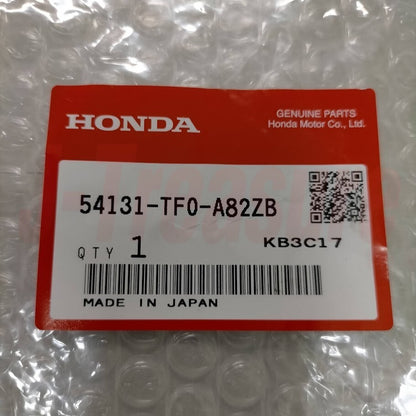 HONDA
GENUINE PARTS
Honda Motor Co., Ltd.
54131-TF0-A82ZB
QTY 1
KB3C17
MADE IN JAPAN